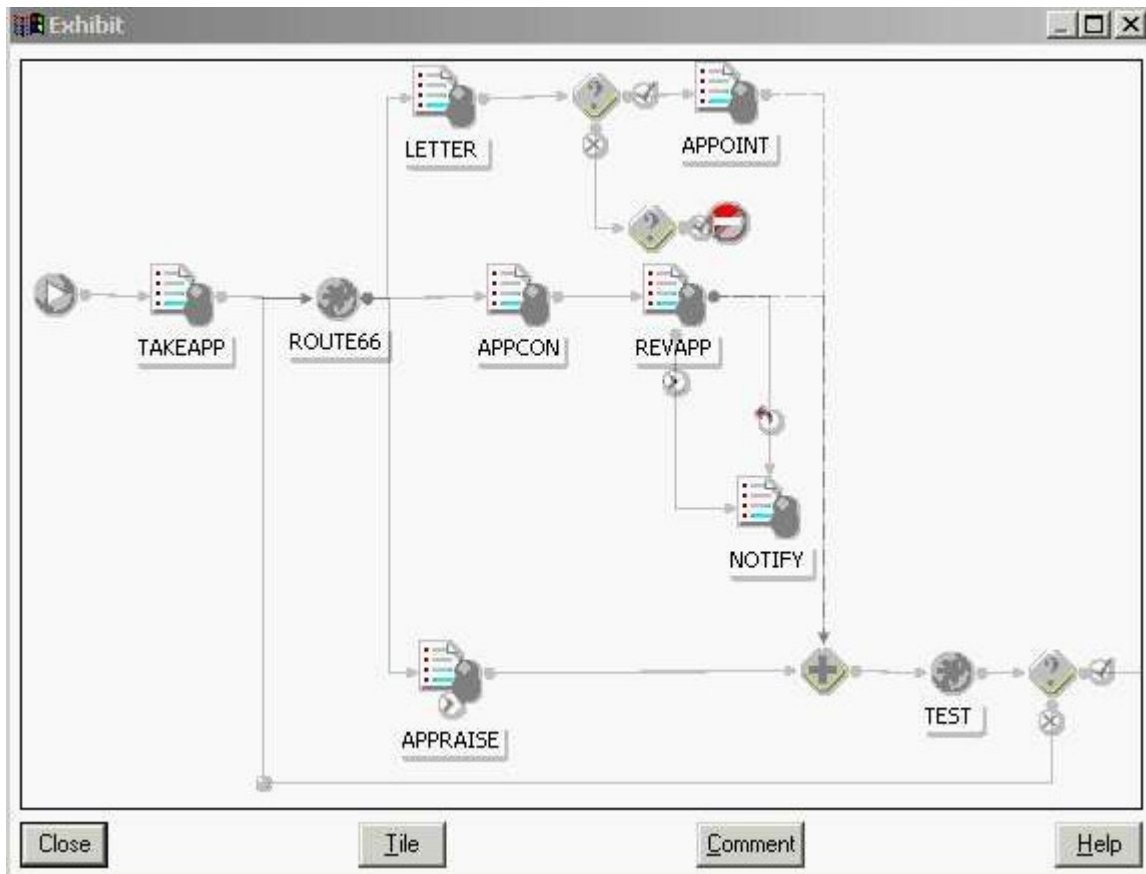 Exhibit
LETTER
APPOINT
TAKEAPP
ROUTE66
APPCON
REVAPP
NOTIFY
APPRAISE
TEST
Close
Tile
Comment
Help